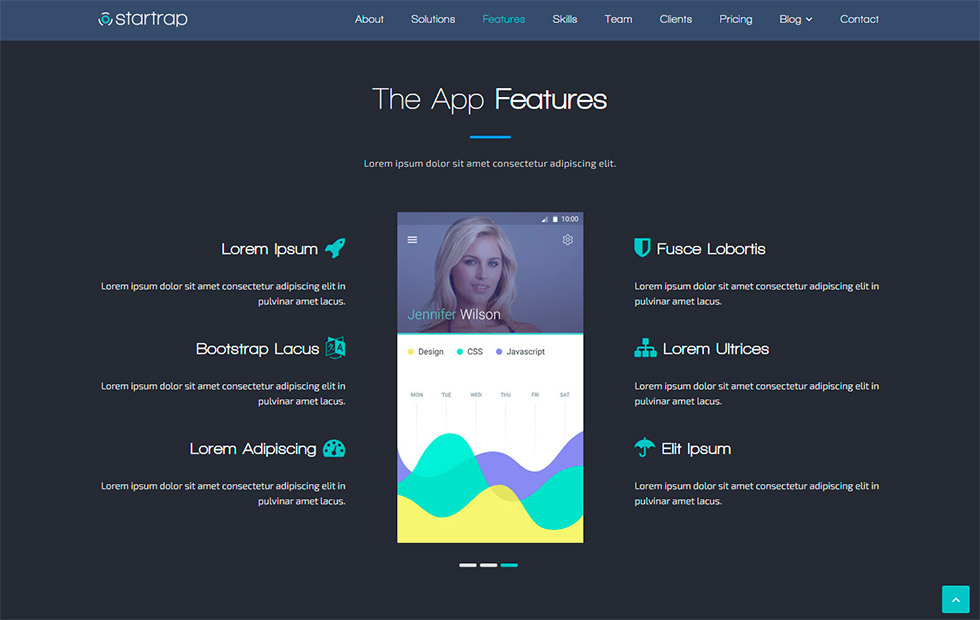 startrap
About Solutions Features Skills Team Clients Pricing Blog Contact
The App Features
Lorem ipsum dolor sit amet consectetur adipiscing elit.
Lorem Ipsum
Lorem ipsum dolor sit amet consectetur adipiscing elit in
pulvinar amet lacus.
Bootstrap Lacus
Lorem ipsum dolor sit amet consectetur adipiscing elit in
pulvinar amet lacus.
Lorem Adipiscing
Lorem ipsum dolor sit amet consectetur adipiscing elit in
pulvinar amet lacus.
10:00
Jennifer Wilson
Design CSS Javascript
MON TUE WED THU FRI SAT
Fusce Lobortis
Lorem ipsum dolor sit amet consectetur adipiscing elit in
pulvinar amet lacus.
Lorem Ultrices
Lorem ipsum dolor sit amet consectetur adipiscing elit in
pulvinar amet lacus.
Elit Ipsum
Lorem ipsum dolor sit amet consectetur adipiscing elit in
pulvinar amet lacus.